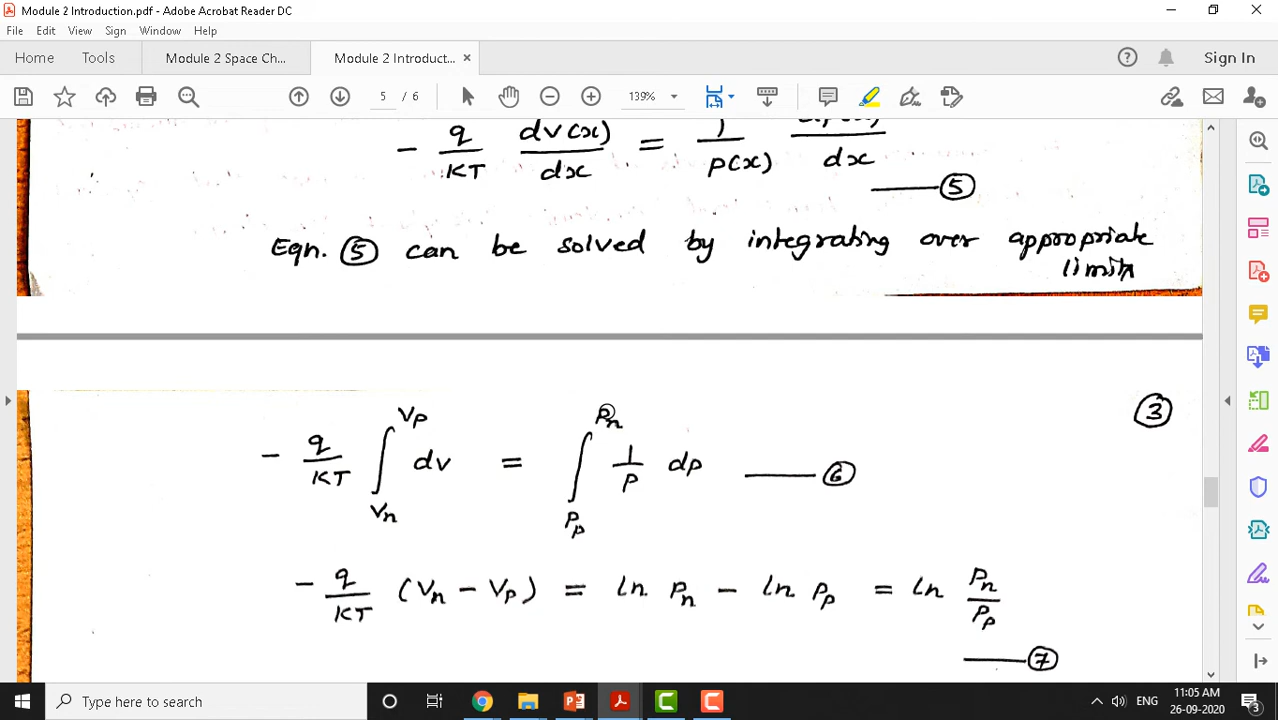 Module 2 Introduction.pdf - Adobe Acrobat Reader DC
File Edit View Sign Window Help
Home Tools Module 2 Space Ch... Module 2 Introduct... × Sign In
5 / 6 139%
- q/KT dv(x)/dx = 1/p(x) dx
⑤
Eqn. ⑤ can be solved by integrating over appropriate
limits
③
- q/KT ∫_{Vn}^{Vp} dv = ∫_{Pp}^{Pn} 1/p dp ⑥
- q/KT (Vn - Vp) = ln Pn - ln Pp = ln Pn/Pp
⑦
Type here to search
ENG 11:05 AM
26-09-2020 3